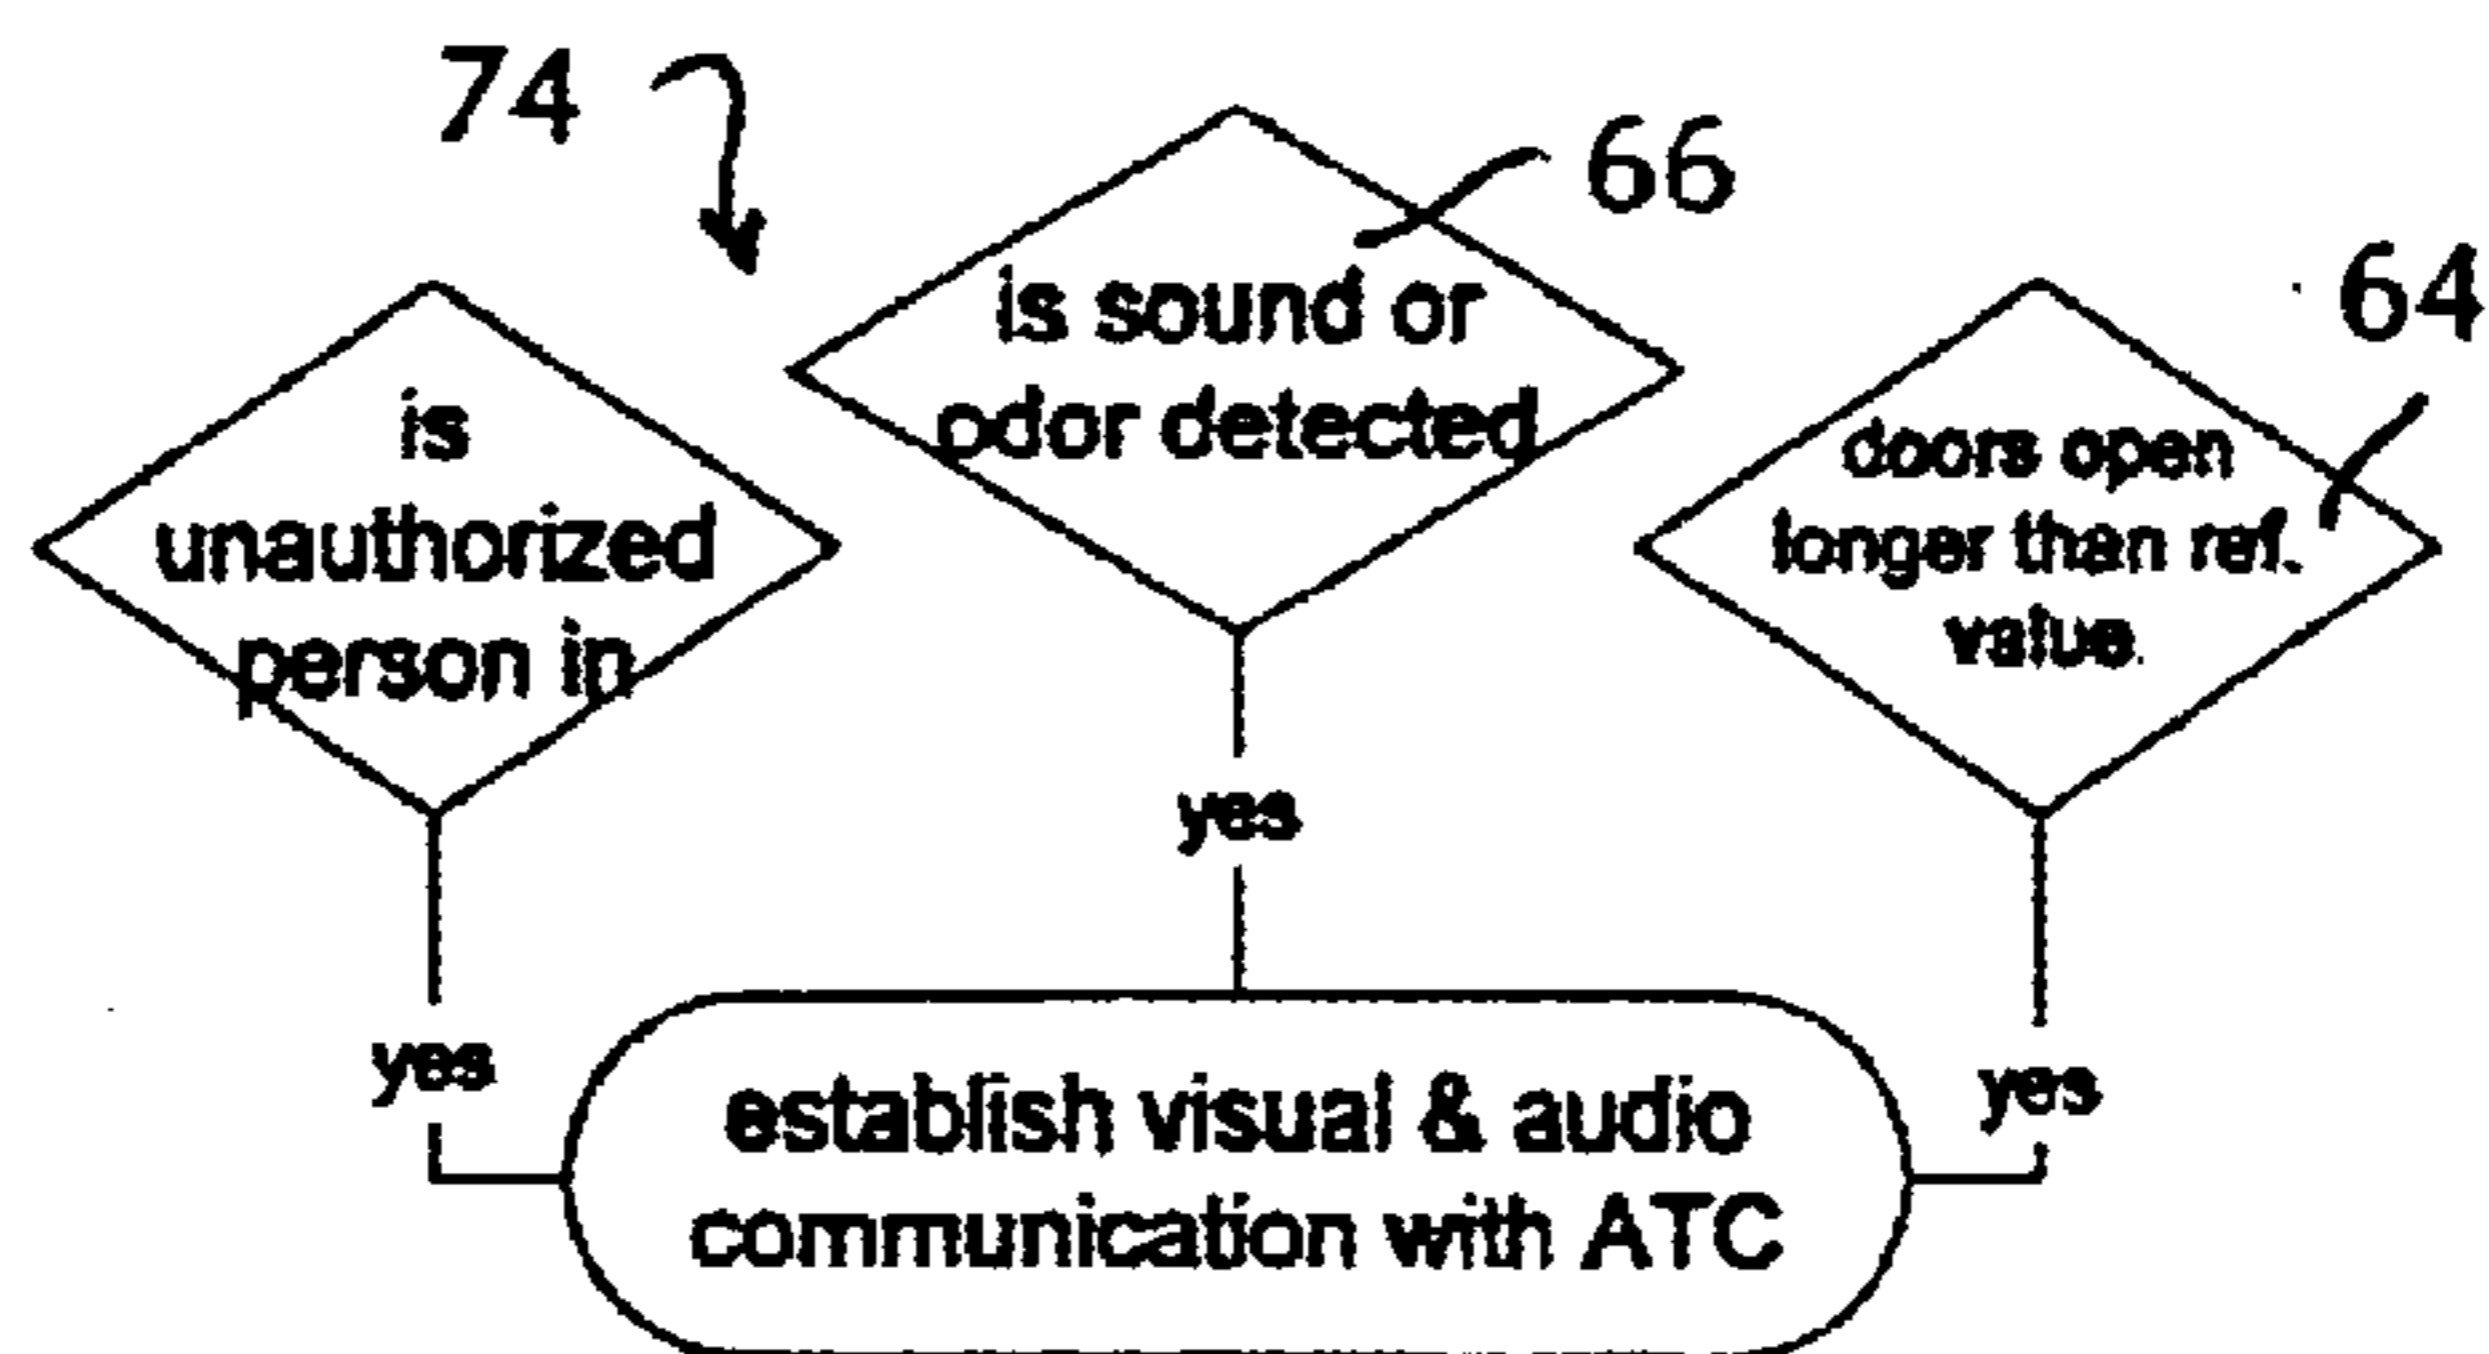 74
66
64
is
unauthorized
person in
is sound or
odor detected
doors open
longer than ref.
value.
yes
yes
yes
establish visual & audio
communication with ATC